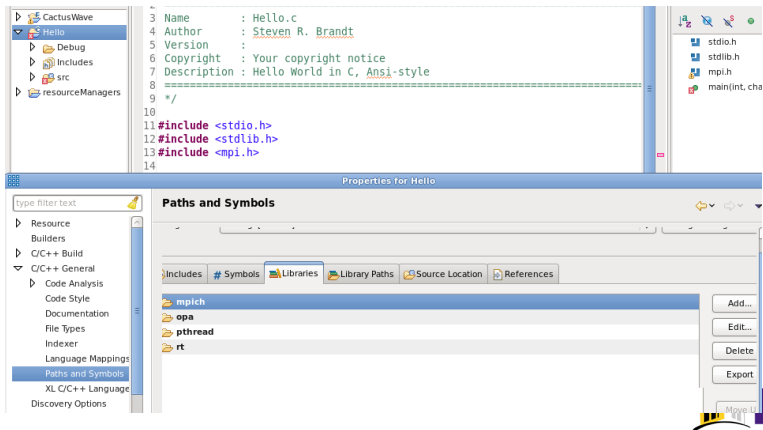 CactusWave
Hello
Debug
Includes
src
resourceManagers
3 Name : Hello.c
4 Author : Steven R. Brandt
5 Version :
6 Copyright : Your copyright notice
7 Description : Hello World in C, Ansi-style
8 ==========================================================================
9 */
10
11 #include <stdio.h>
12 #include <stdlib.h>
13 #include <mpi.h>
14
stdio.h
stdlib.h
mpi.h
main(int, cha
Properties for Hello
type filter text
Resource
Builders
C/C++ Build
C/C++ General
Code Analysis
Code Style
Documentation
File Types
Indexer
Language Mappings
Paths and Symbols
XL C/C++ Language
Discovery Options
Paths and Symbols
Includes # Symbols Libraries Library Paths Source Location References
mpich
opa
pthread
rt
Add...
Edit...
Delete
Export
Move U